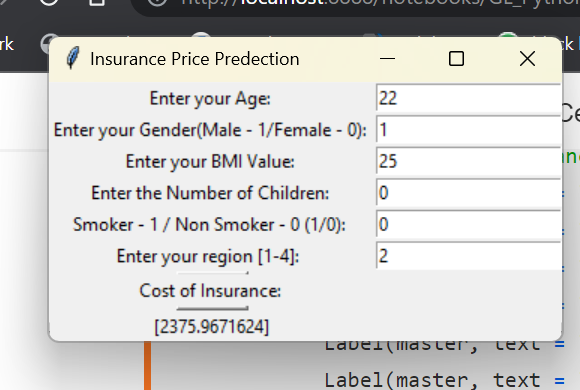 http://localhost:8888/notebooks/GL_Python
rk
Insurance Price Predection
Enter your Age: 22
Enter your Gender(Male - 1/Female - 0): 1
Enter your BMI Value: 25
Enter the Number of Children: 0
Smoker - 1 / Non Smoker - 0 (1/0): 0
Enter your region [1-4]: 2
Cost of Insurance:
[2375.9671624]
Label(master, text =
Label(master, text =